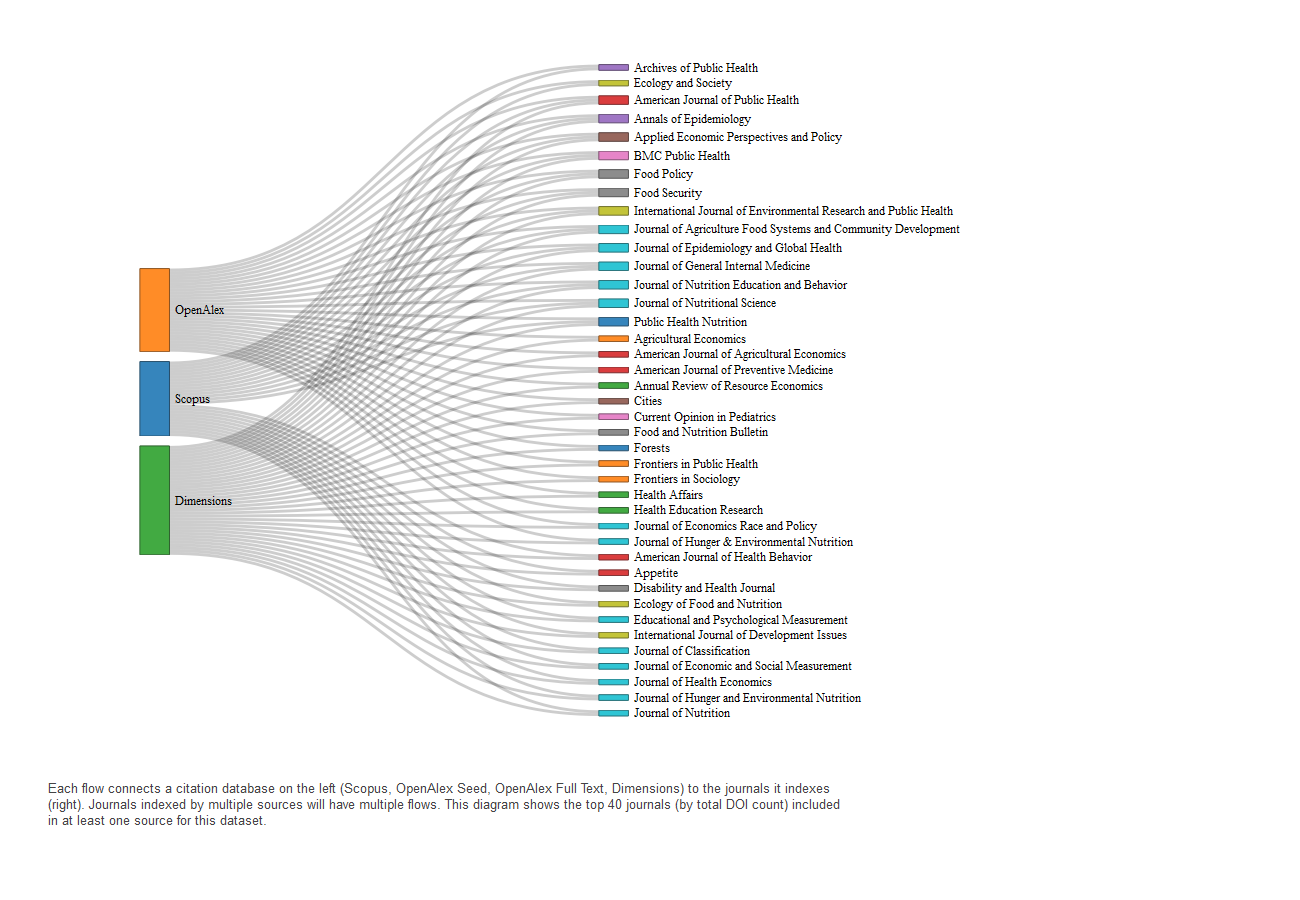 OpenAlex
Scopus
Dimensions
Archives of Public Health
Ecology and Society
American Journal of Public Health
Annals of Epidemiology
Applied Economic Perspectives and Policy
BMC Public Health
Food Policy
Food Security
International Journal of Environmental Research and Public Health
Journal of Agriculture Food Systems and Community Development
Journal of Epidemiology and Global Health
Journal of General Internal Medicine
Journal of Nutrition Education and Behavior
Journal of Nutritional Science
Public Health Nutrition
Agricultural Economics
American Journal of Agricultural Economics
American Journal of Preventive Medicine
Annual Review of Resource Economics
Cities
Current Opinion in Pediatrics
Food and Nutrition Bulletin
Forests
Frontiers in Public Health
Frontiers in Sociology
Health Affairs
Health Education Research
Journal of Economics Race and Policy
Journal of Hunger & Environmental Nutrition
American Journal of Health Behavior
Appetite
Disability and Health Journal
Ecology of Food and Nutrition
Educational and Psychological Measurement
International Journal of Development Issues
Journal of Classification
Journal of Economic and Social Measurement
Journal of Health Economics
Journal of Hunger and Environmental Nutrition
Journal of Nutrition
Each flow connects a citation database on the left (Scopus, OpenAlex Seed, OpenAlex Full Text, Dimensions) to the journals it indexes
(right). Journals indexed by multiple sources will have multiple flows. This diagram shows the top 40 journals (by total DOI count) included
in at least one source for this dataset.